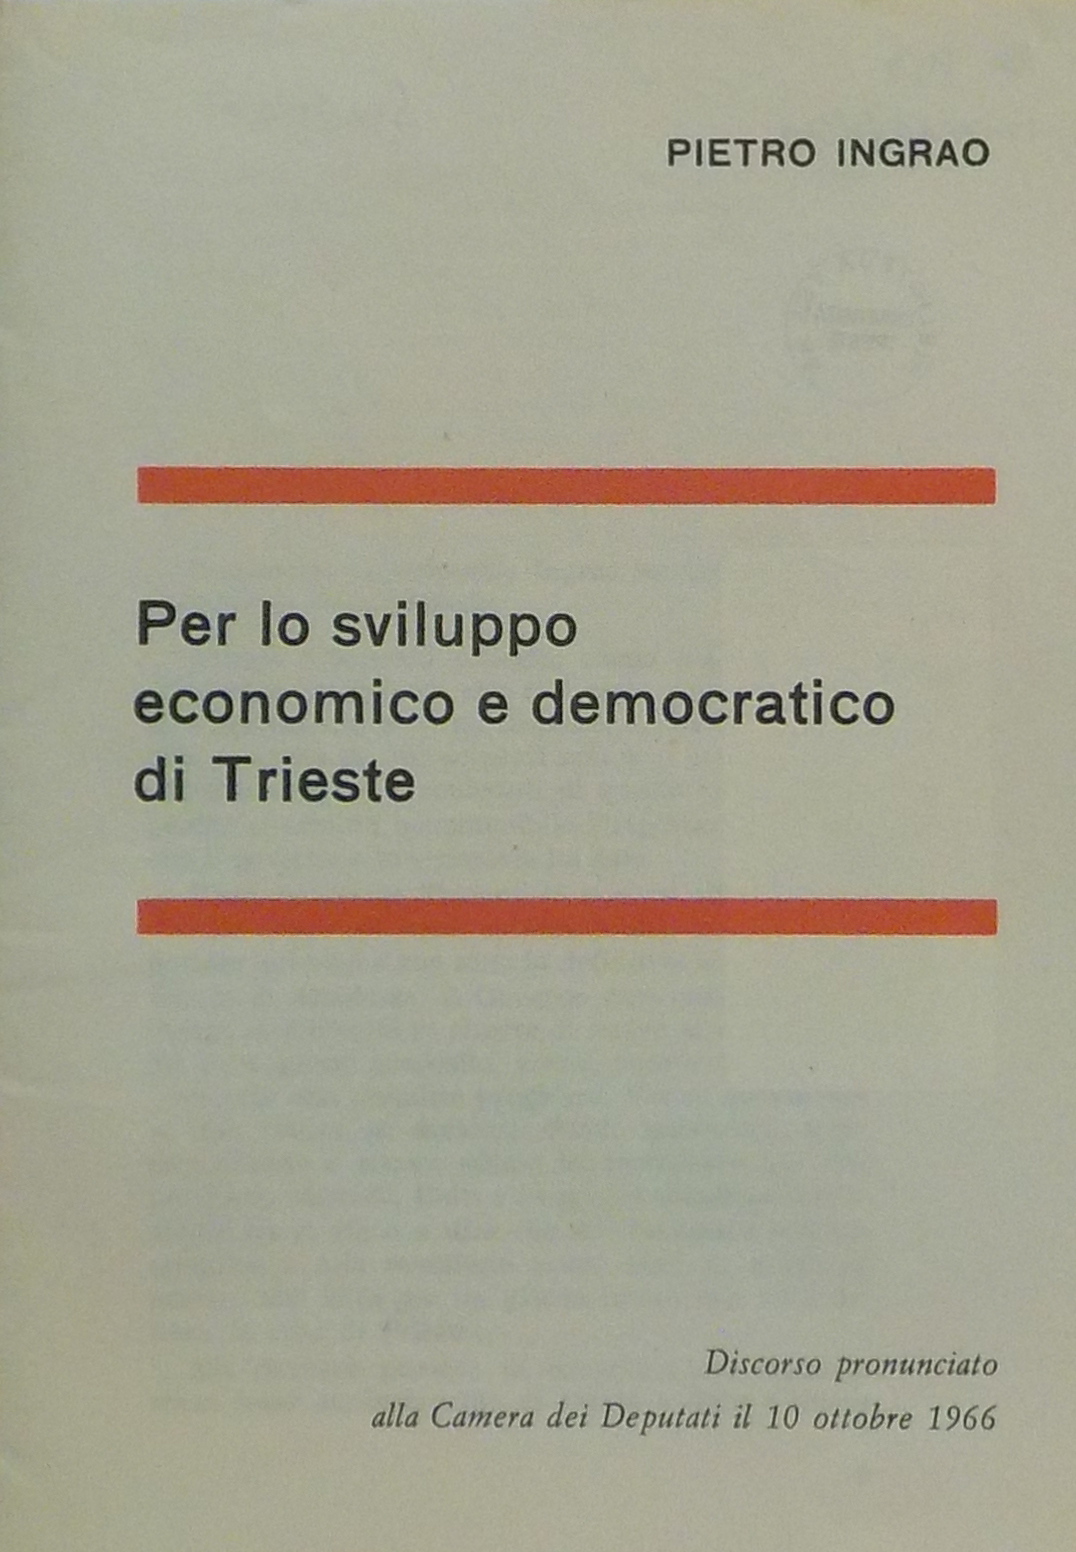 PIETRO INGRAO
Per lo sviluppo
economico e democratico
di Trieste
Discorso pronunciato
alla Camera dei Deputati il 10 ottobre 1966